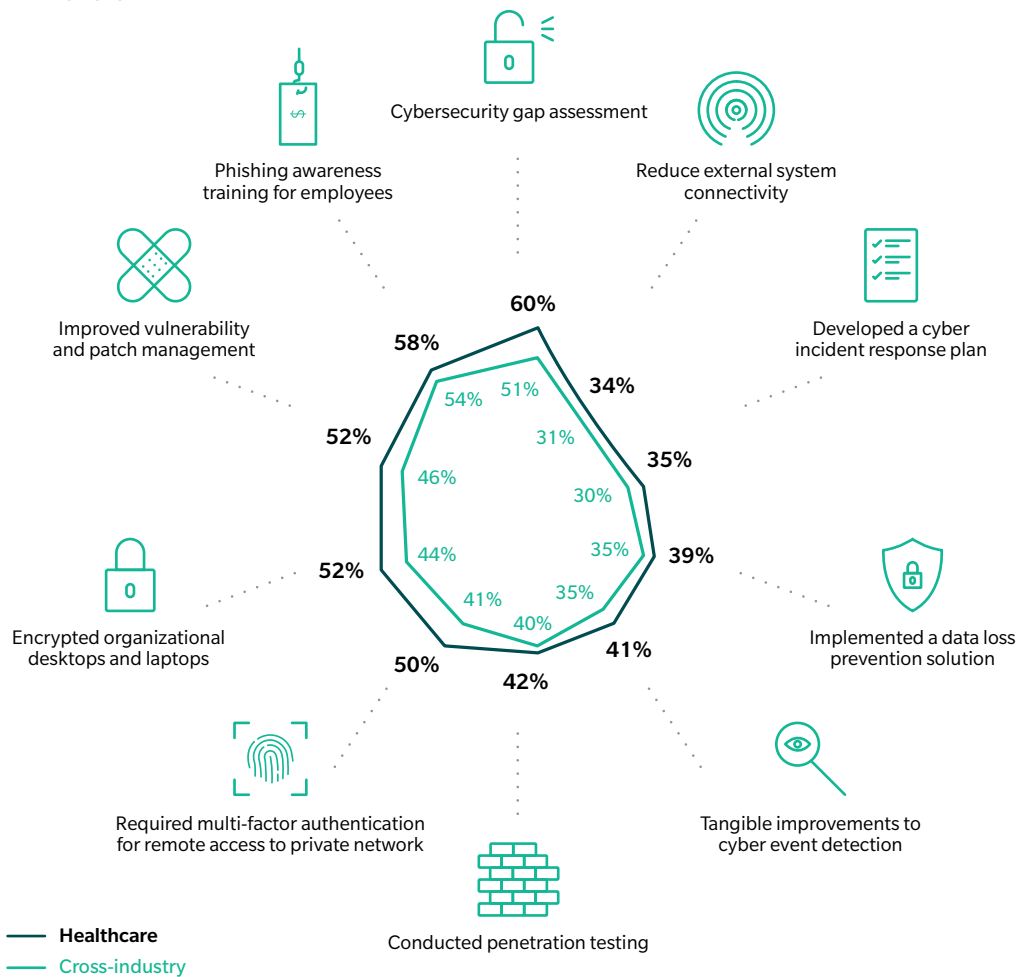 Cybersecurity gap assessment
Phishing awareness
training for employees
Reduce external system
connectivity
Improved vulnerability
and patch management
Developed a cyber
incident response plan
60%
58%
34%
54%
51%
31%
52%
35%
46%
30%
44%
35%
39%
52%
41%
35%
40%
41%
50%
42%
Encrypted organizational
desktops and laptops
Implemented a data loss
prevention solution
Required multi-factor authentication
for remote access to private network
Tangible improvements to
cyber event detection
Conducted penetration testing
Healthcare
Cross-industry